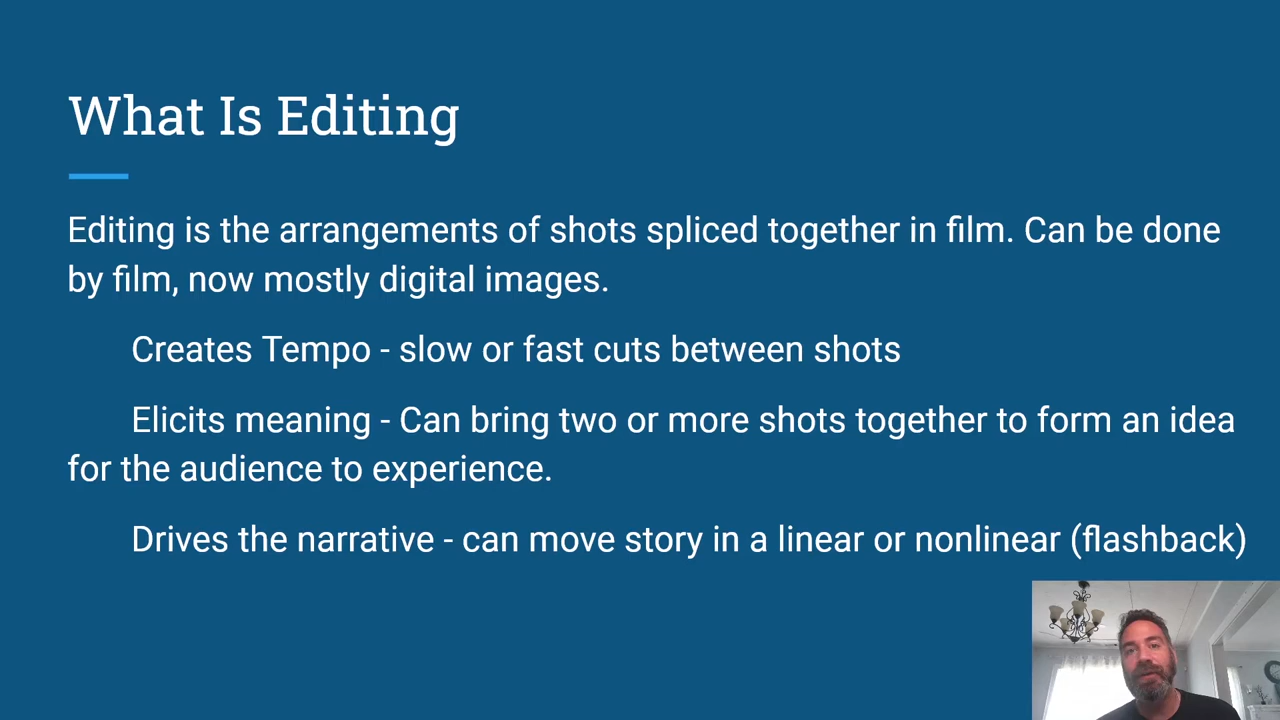 What Is Editing
Editing is the arrangements of shots spliced together in film. Can be done
by film, now mostly digital images.
Creates Tempo - slow or fast cuts between shots
Elicits meaning - Can bring two or more shots together to form an idea
for the audience to experience.
Drives the narrative - can move story in a linear or nonlinear (flashback)